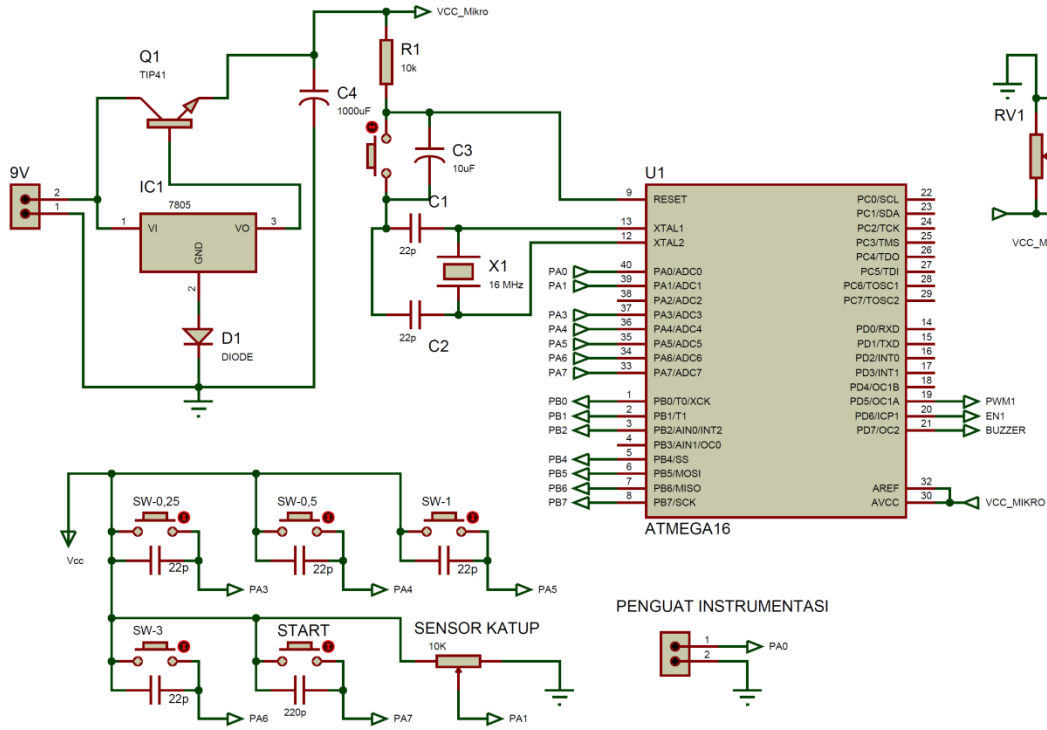 VCC_Mikro
Q1
TIP41
R1
10k
C4
1000uF
C3
10uF
RV1
9V
2
1
IC1
7805
1
VI
VO
3
GND
2
U1
C1
22p
X1
16 MHz
22p
C2
D1
DIODE
VCC_M
9
RESET
13
XTAL1
12
XTAL2
PA0
40
PA0/ADC0
PA1
39
PA1/ADC1
38
PA2/ADC2
PA3
37
PA3/ADC3
PA4
36
PA4/ADC4
PA5
35
PA5/ADC5
PA6
34
PA6/ADC6
PA7
33
PA7/ADC7
PB0
1
PB0/T0/XCK
PB1
2
PB1/T1
PB2
3
PB2/AIN0/INT2
4
PB3/AIN1/OC0
PB4
5
PB4/SS
PB5
6
PB5/MOSI
PB6
7
PB6/MISO
PB7
8
PB7/SCK
PC0/SCL
22
PC1/SDA
23
PC2/TCK
24
PC3/TMS
25
PC4/TDO
26
PC5/TDI
27
PC6/TOSC1
28
PC7/TOSC2
29
PD0/RXD
14
PD1/TXD
15
PD2/INT0
16
PD3/INT1
17
PD4/OC1B
18
PD5/OC1A
19
PWM1
PD6/ICP1
20
EN1
PD7/OC2
21
BUZZER
AREF
32
AVCC
30
VCC_MIKRO
ATMEGA16
Vcc
SW-0,25
22p
PA3
SW-0,5
22p
PA4
SW-1
22p
PA5
SW-3
22p
PA6
START
220p
PA7
SENSOR KATUP
10K
PA1
PENGUAT INSTRUMENTASI
1
2
PA0